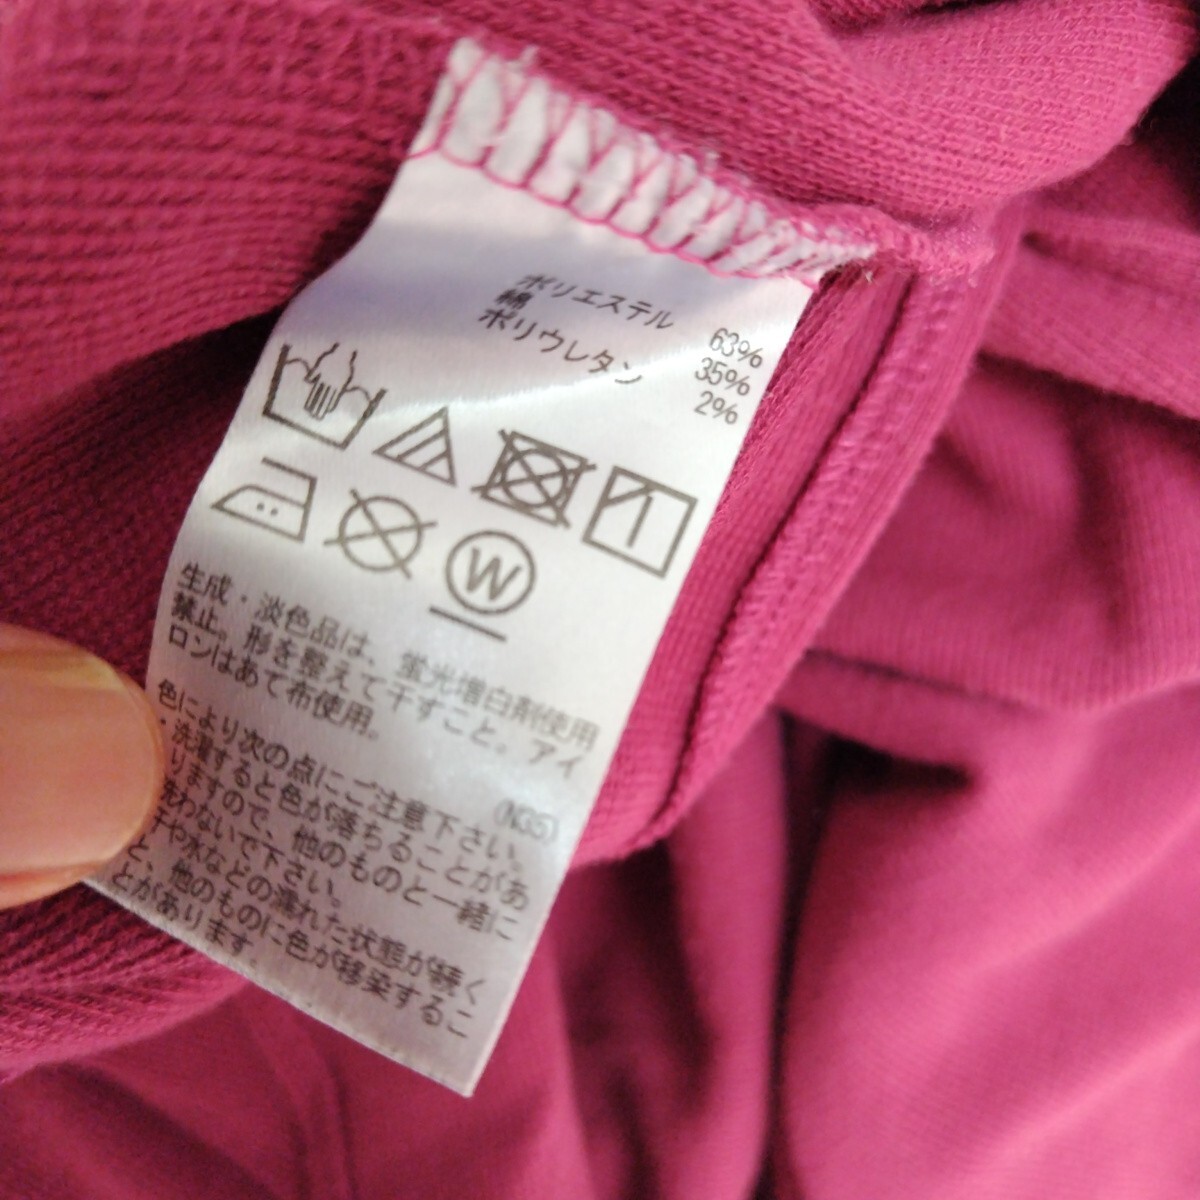 ポリエステル 63%
綿 35%
ポリウレタン 2%
W
生成・淡色品は、蛍光増白剤使用
禁止。形を整えて干すこと。アイ
ロンはあて布使用。
(N35)
色により次の点にご注意下さい。
・洗濯すると色が落ちることがあ
りますので、他のものと一緒に
洗わないで下さい。
や水などの濡れた状態が続く
と、他のものに色が移染するこ
とがあります。